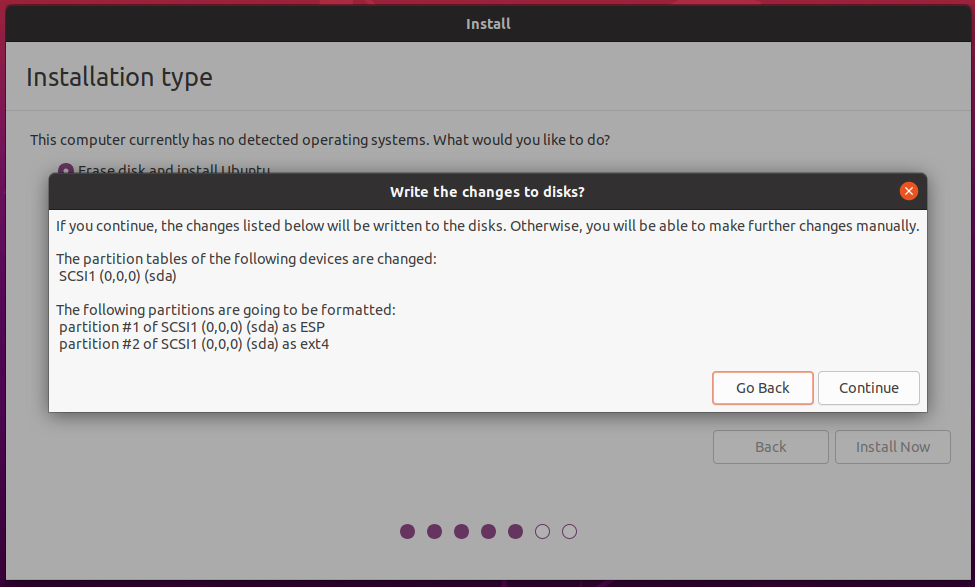 Install
Installation type
This computer currently has no detected operating systems. What would you like to do?
Erase disk and install Ubuntu
Write the changes to disks?
If you continue, the changes listed below will be written to the disks. Otherwise, you will be able to make further changes manually.
The partition tables of the following devices are changed:
SCSI1 (0,0,0) (sda)
The following partitions are going to be formatted:
partition #1 of SCSI1 (0,0,0) (sda) as ESP
partition #2 of SCSI1 (0,0,0) (sda) as ext4
Go Back Continue
Back Install Now